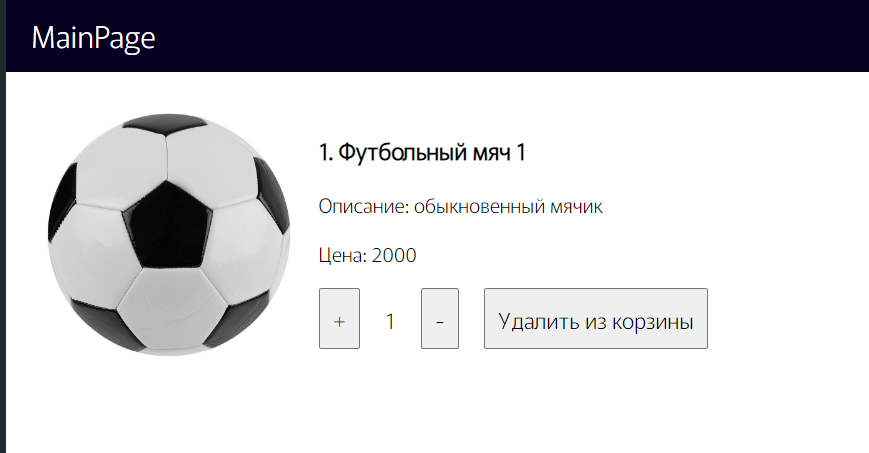 MainPage
1. Футбольный мяч 1
Описание: обыкновенный мячик
Цена: 2000
+ 1 - Удалить из корзины